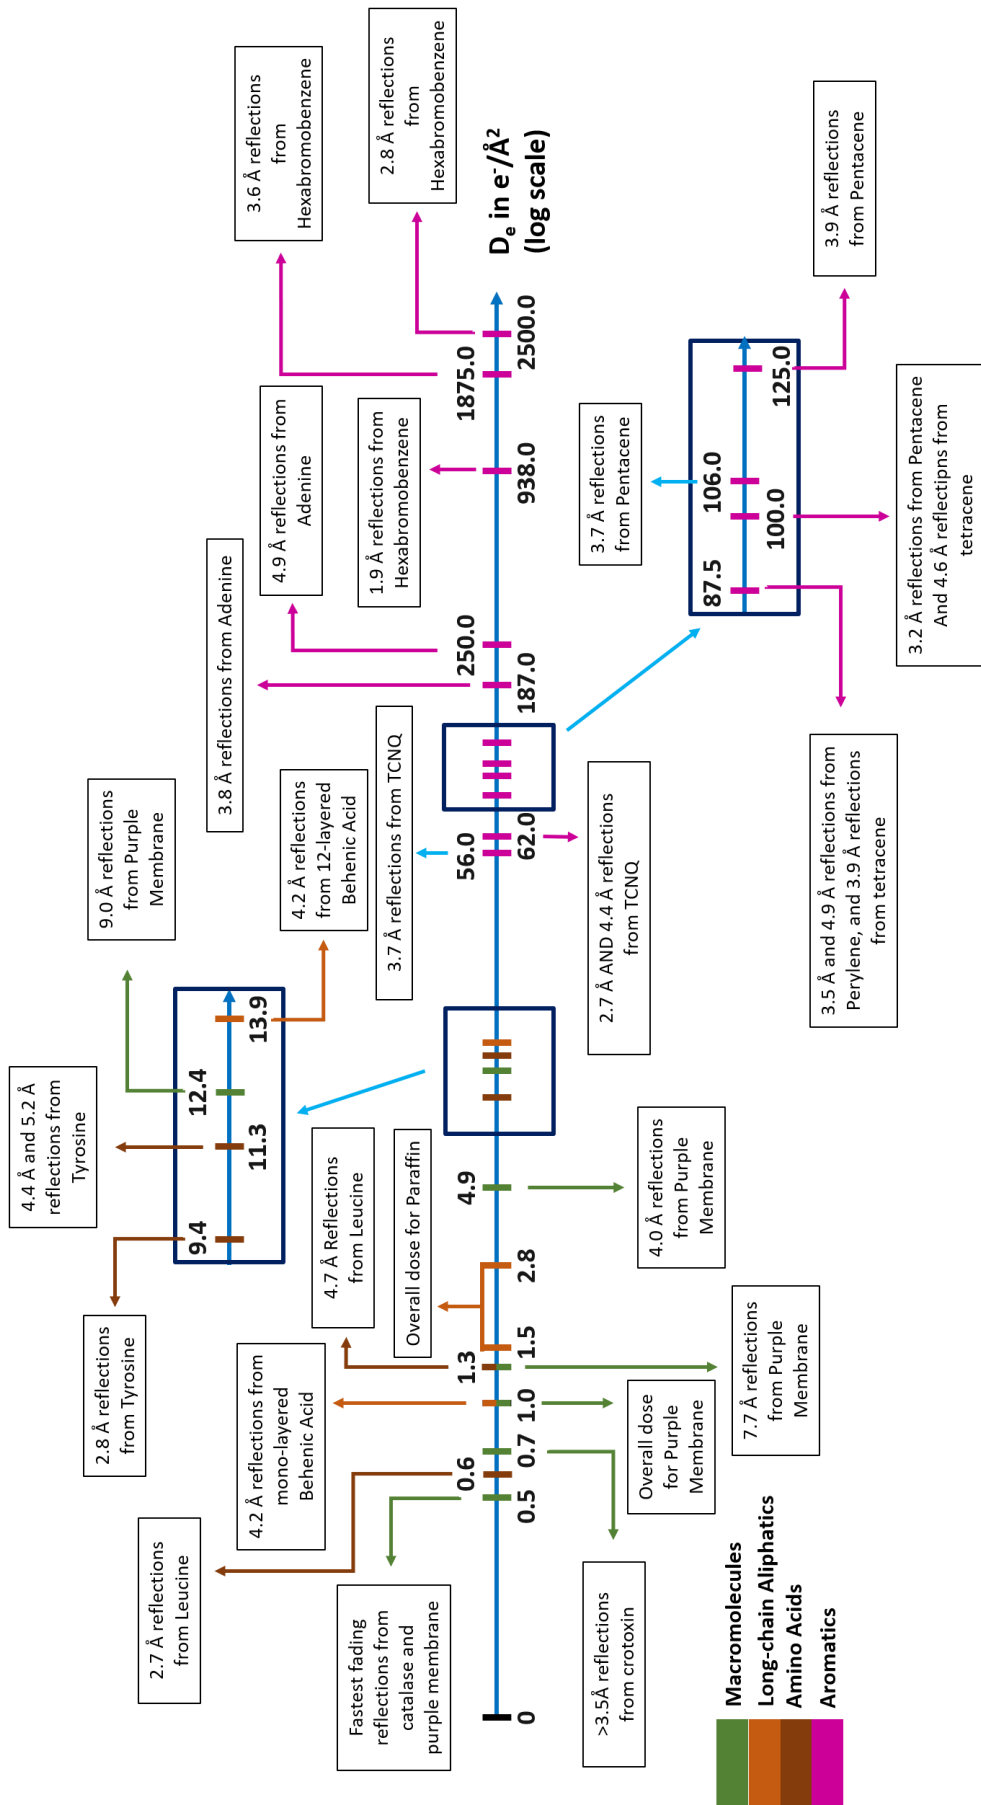 2.7 Å reflections
from Leucine
2.8 reflections
from Tyrosine
4.4 Å and 5.2 Å
reflections from
Tyrosine
9.0 Å reflections
from Purple
Membrane
3.8 Å reflections from Adenine
4.9 Å reflections from
Adenine
3.6 Å reflections
from
Hexabromobenzene
2.8 Å reflections
from
Hexabromobenzene
9.4
11.3
12.4
13.9
4.2 Å reflections from
mono-layered
Behenic Acid
4.7 Å Reflections
from Leucine
Overall dose for Paraffin
4.2 Å reflections
from 12-layered
Behenic Acid
3.7 Å reflections from TCNQ
1.9 Å reflections from
Hexabromobenzene
Fastest fading
reflections from
catalase and
purple membrane
0
0.5
0.6
0.7
1.0
1.3
1.5
2.8
4.9
56.0
62.0
187.0
250.0
938.0
1875.0
2500.0
Dₑ in e⁻/Å²
(log scale)
>3.5Å reflections
from crotoxin
Overall dose
for Purple
Membrane
7.7 Å reflections
from Purple
Membrane
4.0 Å reflections
from Purple
Membrane
2.7 Å AND 4.4 Å reflections
from TCNQ
3.7 Å reflections
from Pentacene
87.5
100.0
106.0
125.0
3.5 Å and 4.9 Å reflections from
Perylene, and 3.9 Å reflections
from tetracene
3.2 Å reflections from Pentacene
And 4.6 Å reflectipns from
tetracene
3.9 Å reflections
from Pentacene
Macromolecules
Long-chain Aliphatics
Amino Acids
Aromatics